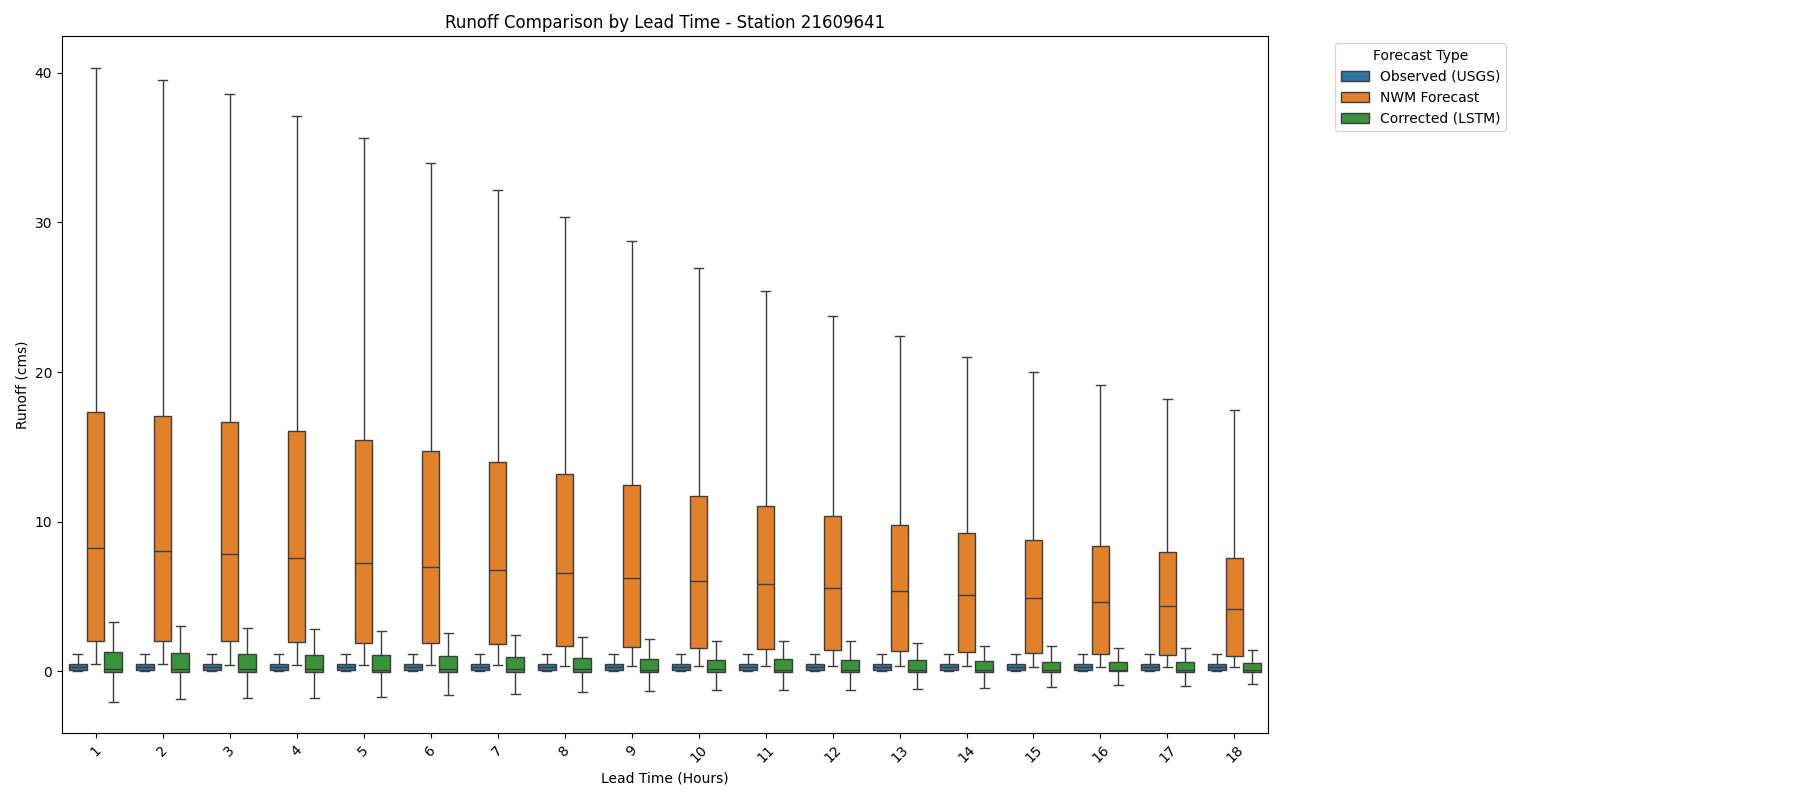 Runoff Comparison by Lead Time - Station 21609641
Forecast Type
Observed (USGS)
NWM Forecast
Corrected (LSTM)
Runoff (cms)
40
30
20
10
0
1 2 3 4 5 6 7 8 9 10 11 12 13 14 15 16 17 18
Lead Time (Hours)